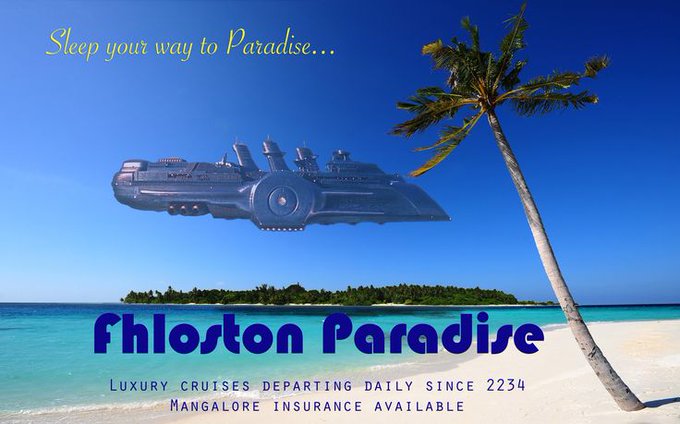 Sleep your way to Paradise...
Fhloston Paradise
Luxury cruises departing daily since 2234
Mangalore insurance available